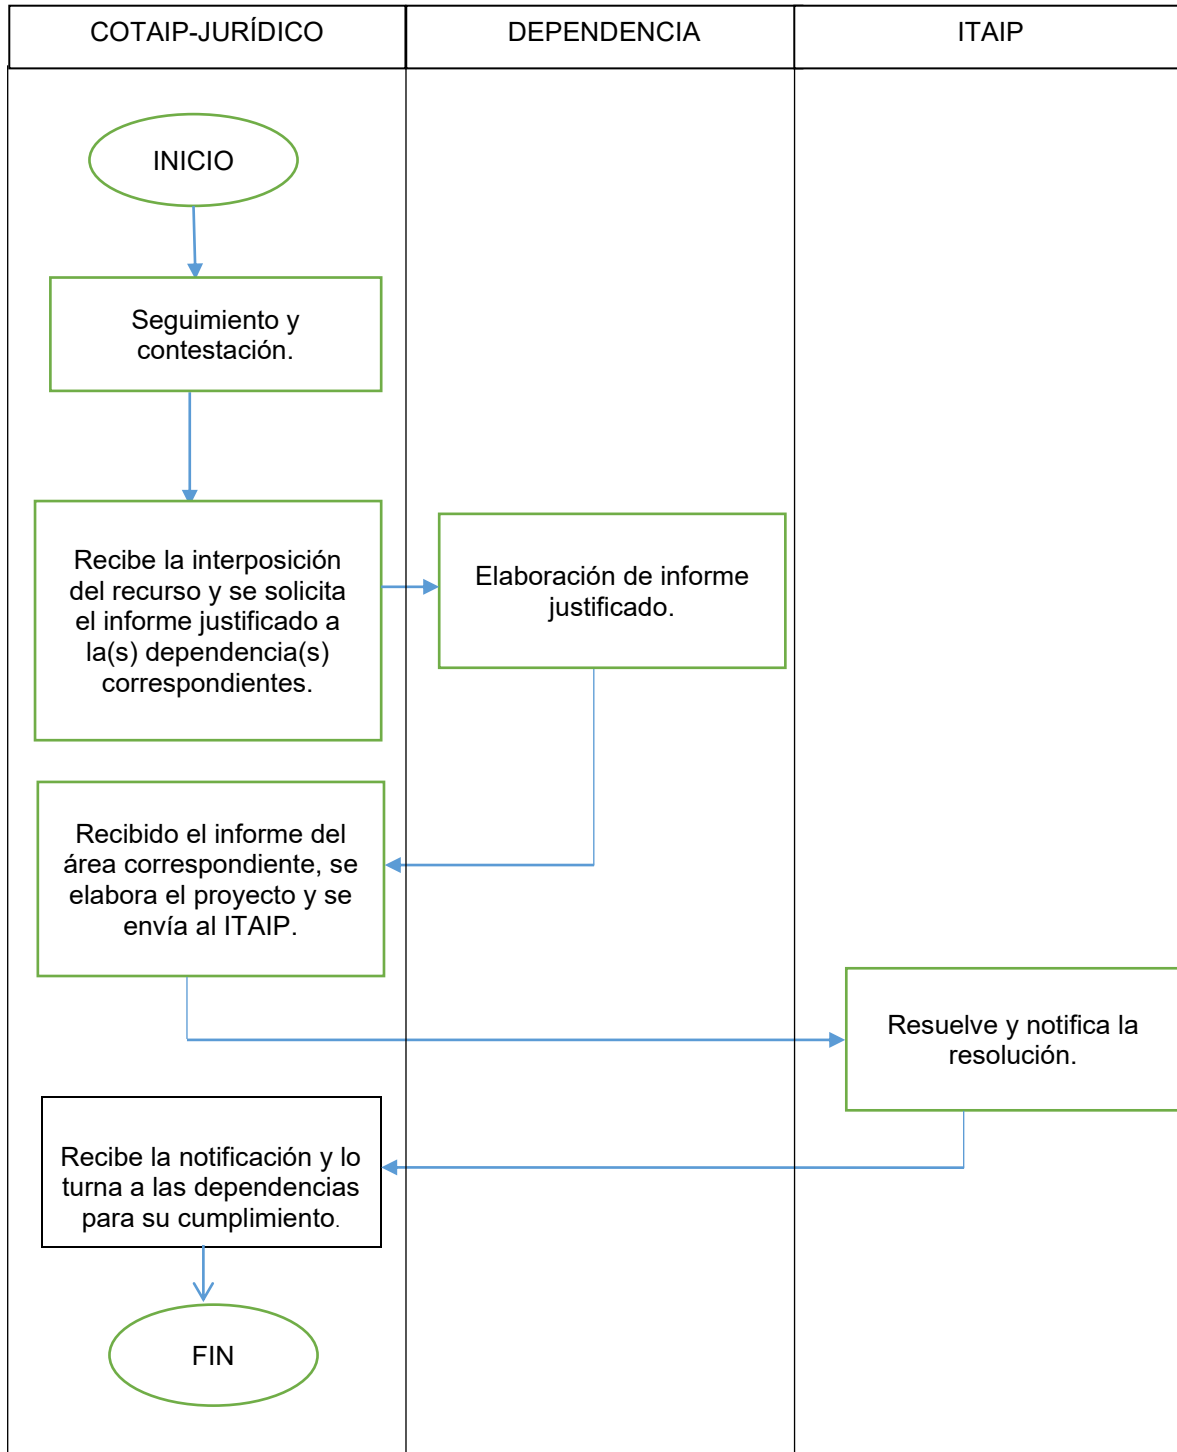 COTAIP-JURÍDICO
DEPENDENCIA
ITAIP
INICIO
Seguimiento y
contestación.
Recibe la interposición
del recurso y se solicita
el informe justificado a
la(s) dependencia(s)
correspondientes.
Elaboración de informe
justificado.
Recibido el informe del
área correspondiente, se
elabora el proyecto y se
envía al ITAIP.
Resuelve y notifica la
resolución.
Recibe la notificación y lo
turna a las dependencias
para su cumplimiento.
FIN